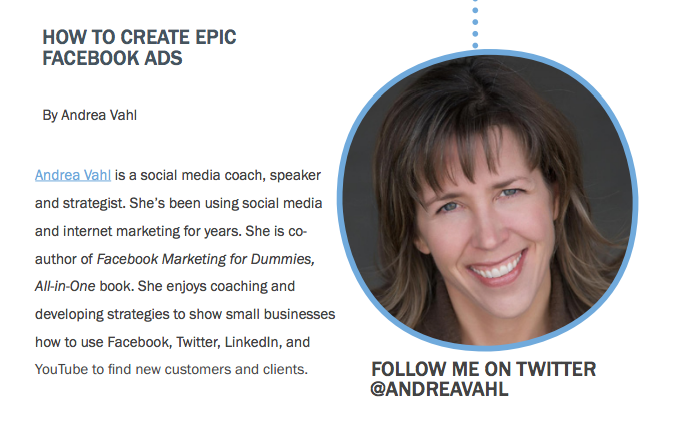 HOW TO CREATE EPIC
FACEBOOK ADS
By Andrea Vahl
Andrea Vahl is a social media coach, speaker
and strategist. She's been using social media
and internet marketing for years. She is co-
author of Facebook Marketing for Dummies,
All-in-One book. She enjoys coaching and
developing strategies to show small businesses
how to use Facebook, Twitter, LinkedIn, and
YouTube to find new customers and clients.
FOLLOW ME ON TWITTER
@ANDREAVAHL